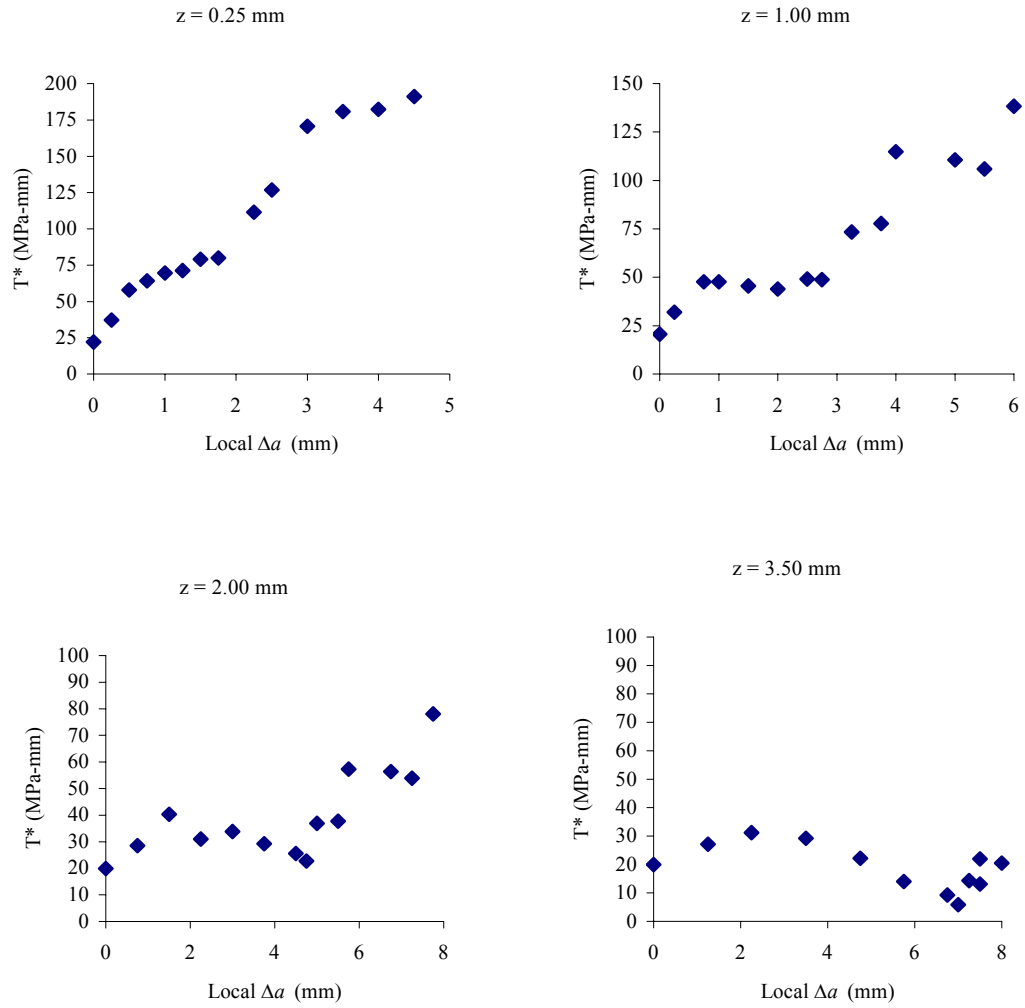 z = 0.25 mm
200
175
150
125
100
75
50
25
0
T* (MPa-mm)
0 1 2 3 4 5
Local Δa (mm)
z = 1.00 mm
150
125
100
75
50
25
0
T* (MPa-mm)
0 1 2 3 4 5 6
Local Δa (mm)
z = 2.00 mm
100
90
80
70
60
50
40
30
20
10
0
T* (MPa-mm)
0 2 4 6 8
Local Δa (mm)
z = 3.50 mm
100
90
80
70
60
50
40
30
20
10
0
T* (MPa-mm)
0 2 4 6 8
Local Δa (mm)